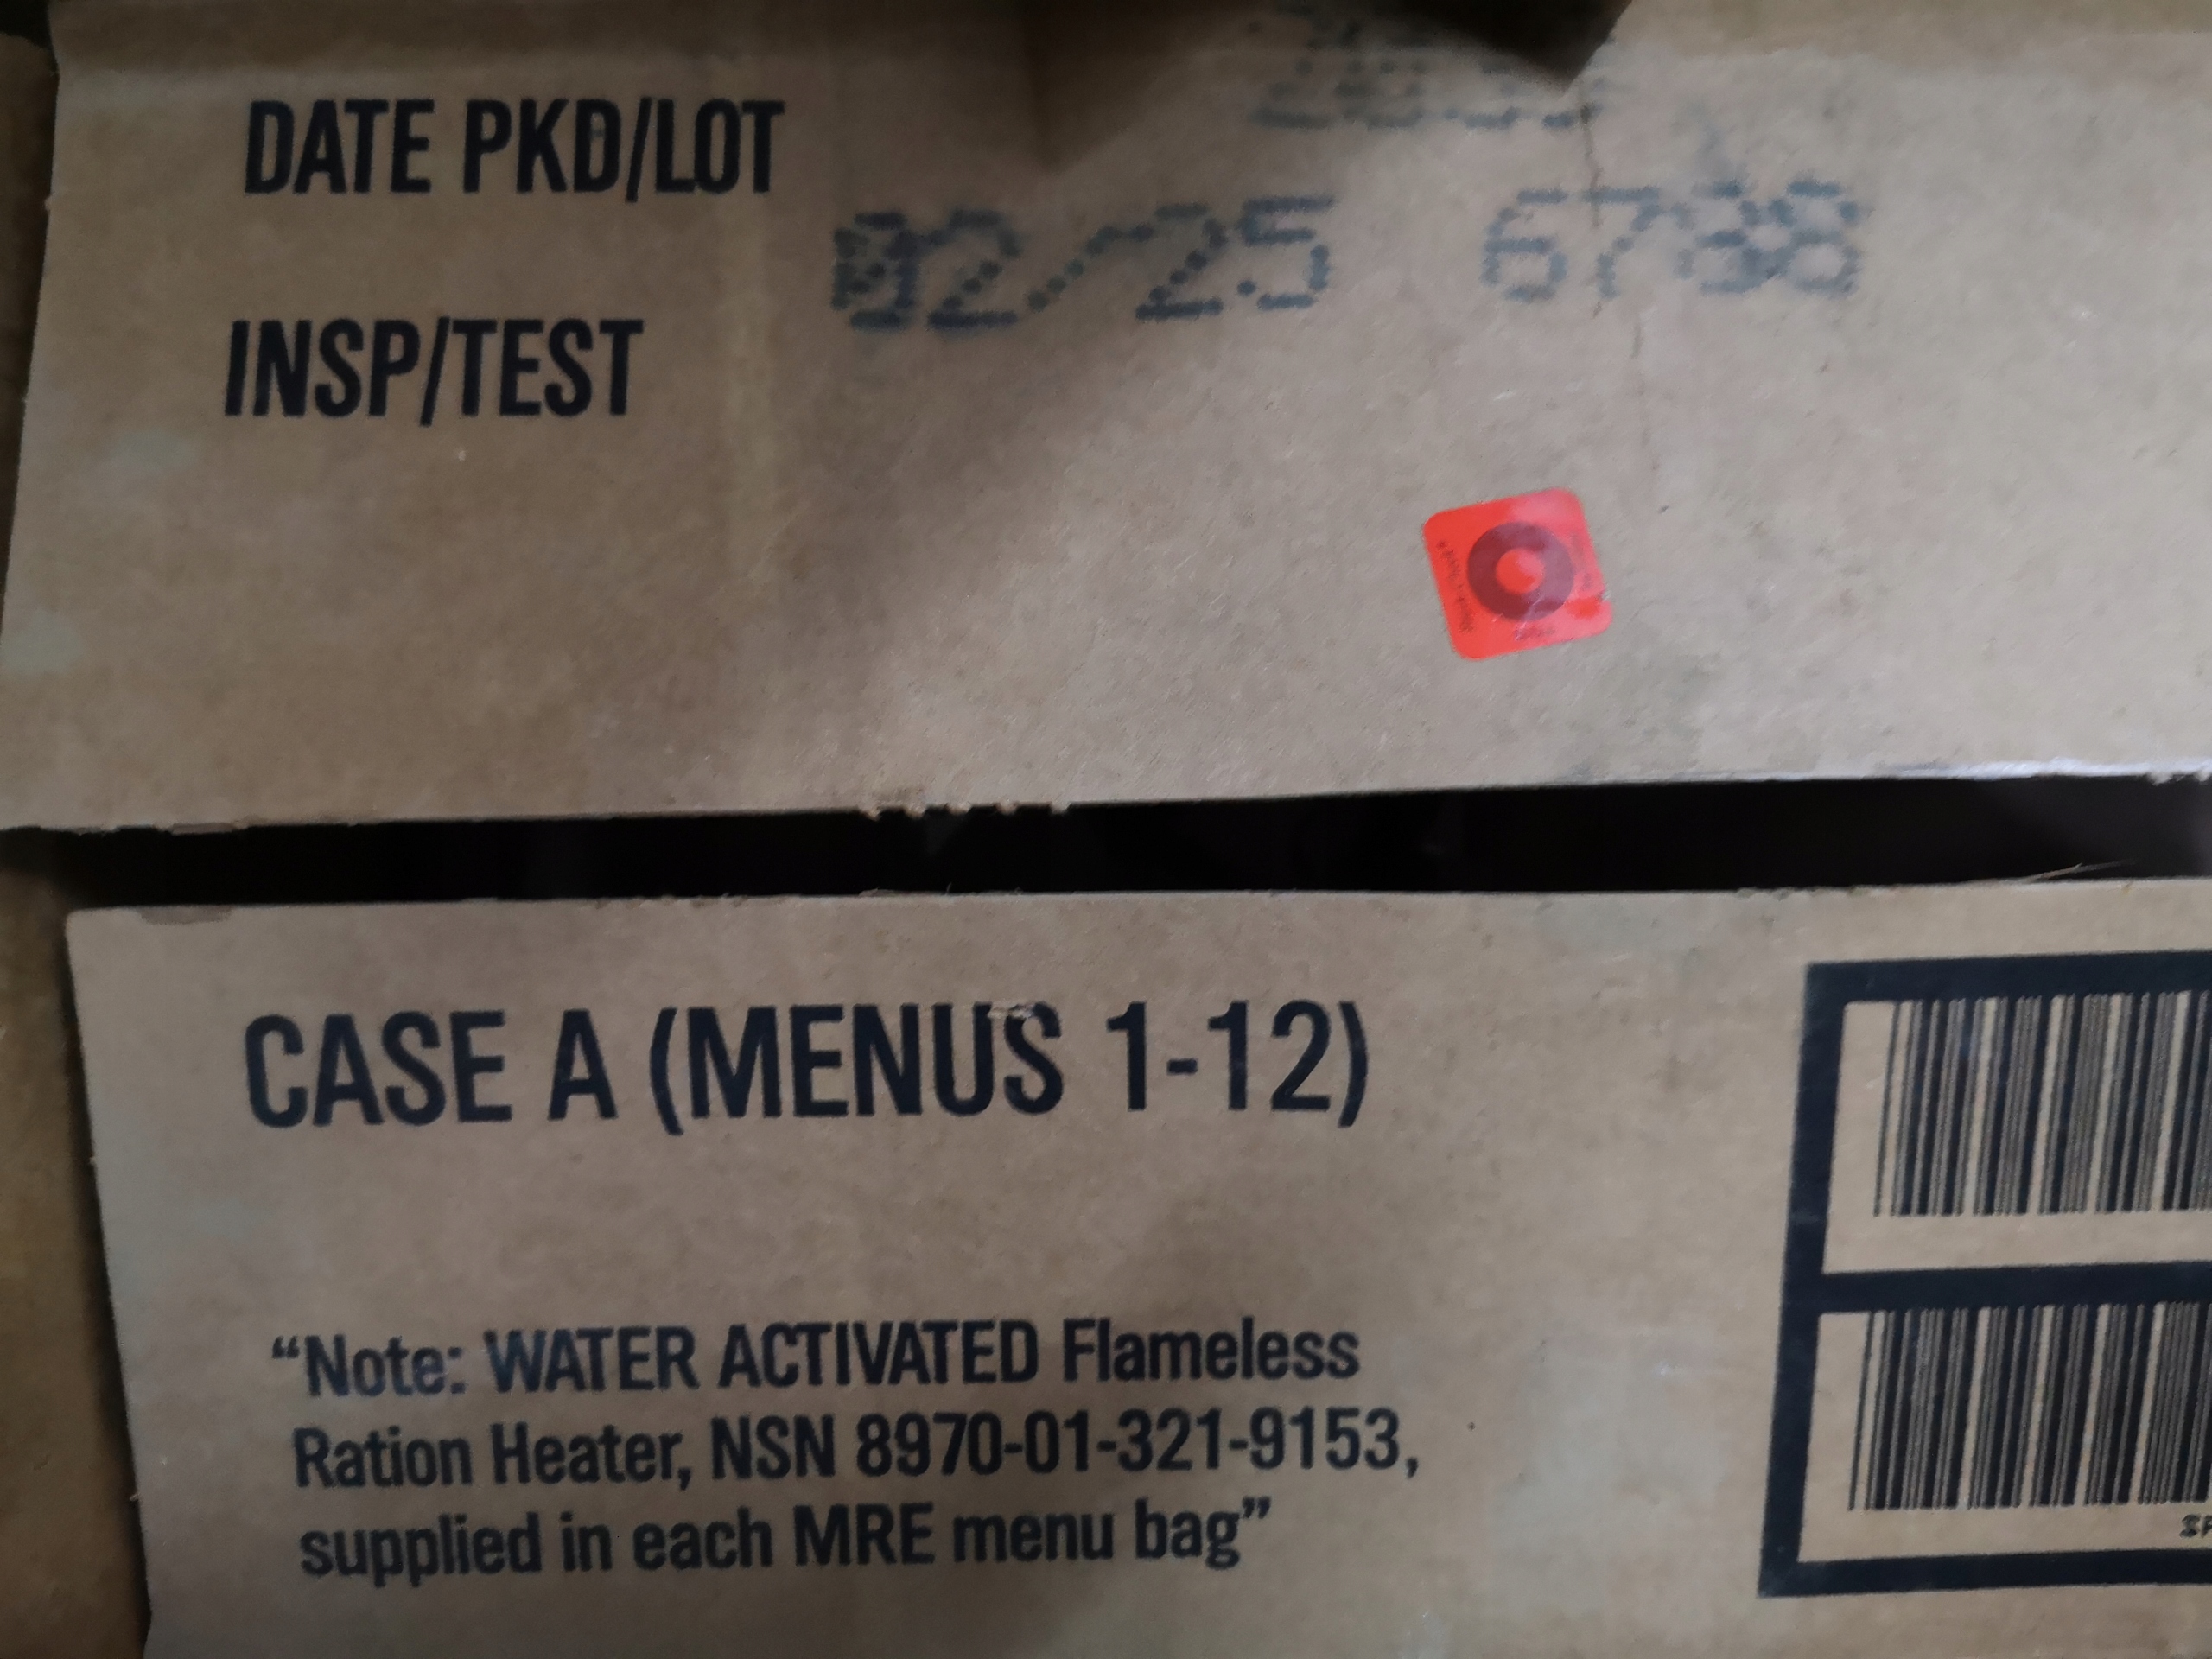 DATE PKD/LOT
02/25 6788
INSP/TEST
CASE A (MENUS 1-12)
“Note: WATER ACTIVATED Flameless
Ration Heater, NSN 8970-01-321-9153,
supplied in each MRE menu bag”